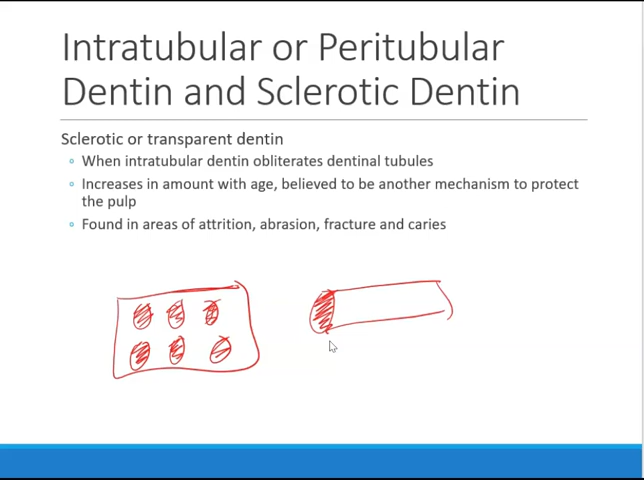 Intratubular or Peritubular
Dentin and Sclerotic Dentin
Sclerotic or transparent dentin
◦ When intratubular dentin obliterates dentinal tubules
◦ Increases in amount with age, believed to be another mechanism to protect
the pulp
◦ Found in areas of attrition, abrasion, fracture and caries